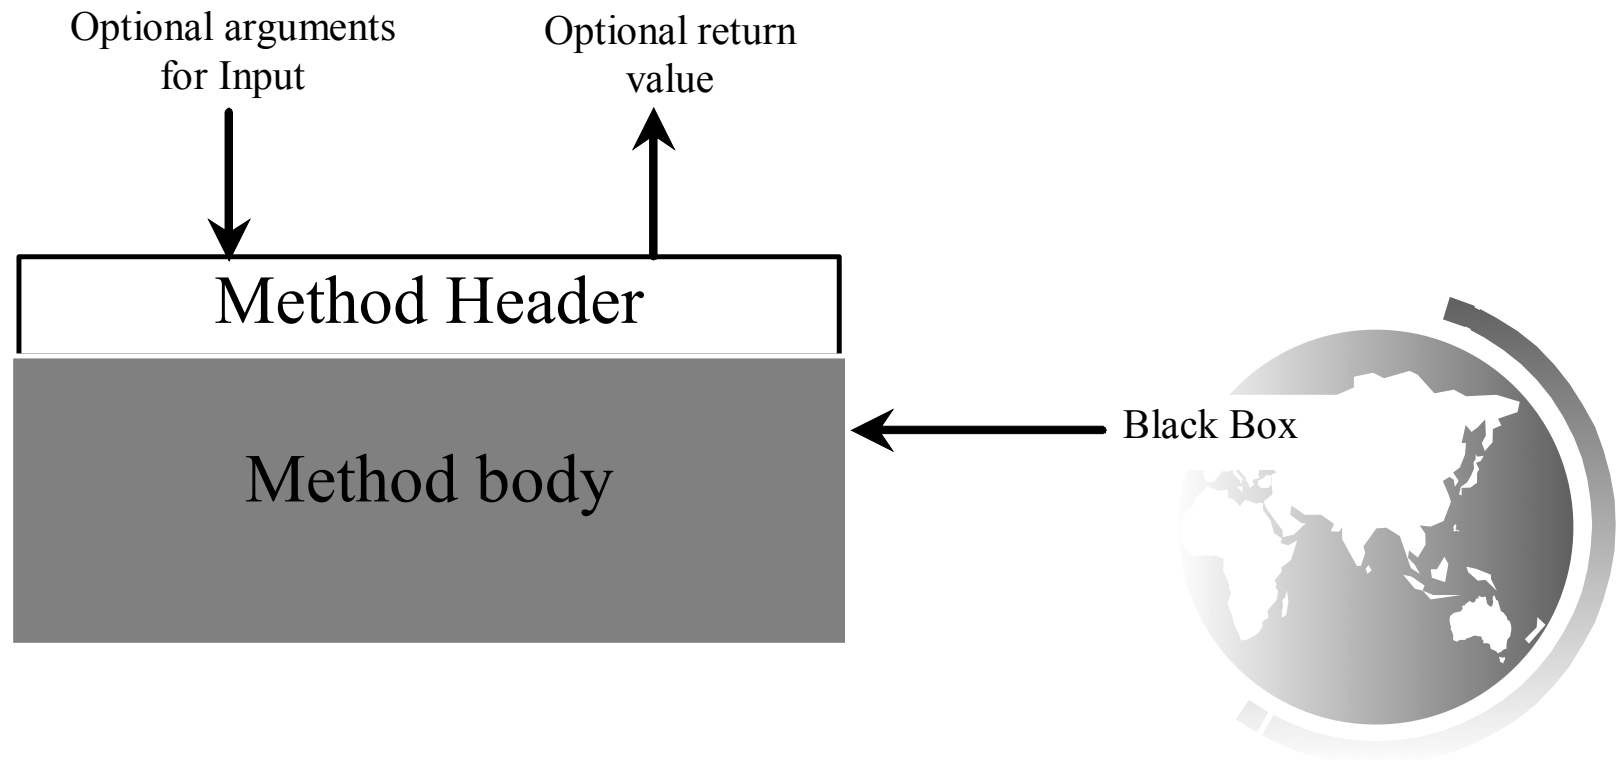 Optional arguments
for Input
Optional return
value
Method Header
Method body
Black Box